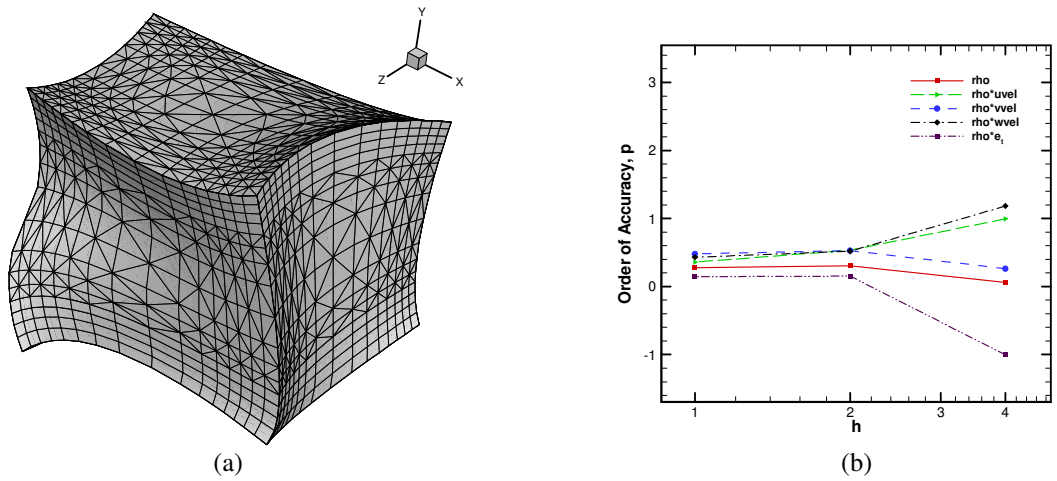 Y
Z
X
(a)
Order of Accuracy, p
3
2
1
0
-1
rho
rho*uvel
rho*vvel
rho*wvel
rho*e_t
1
2
3
4
h
(b)